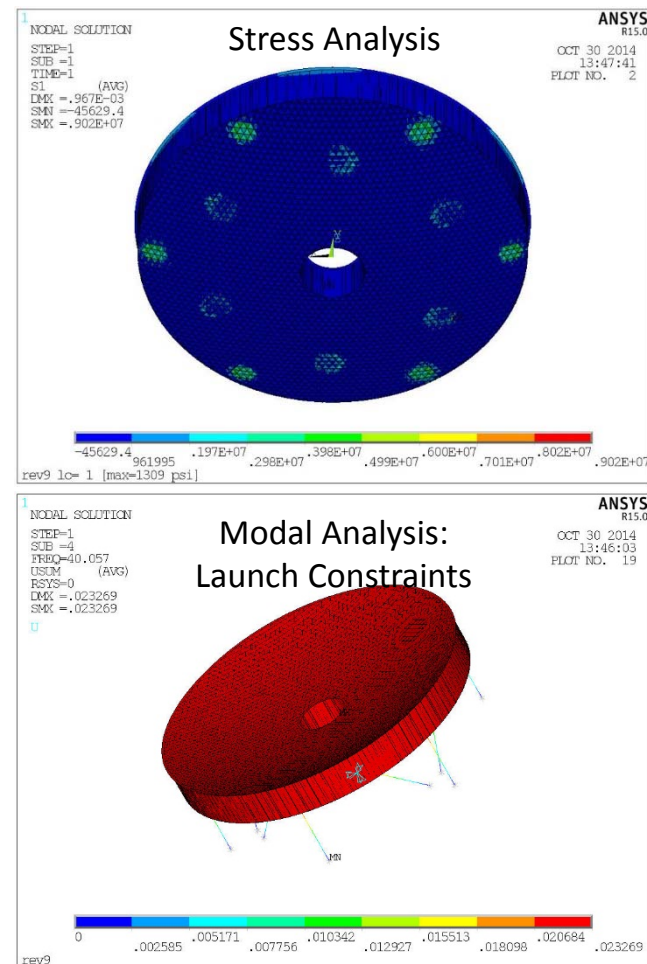 1
NODAL SOLUTION
STEP=1
SUB =1
TIME=1
S1 (AVG)
DMX =.967E-03
SMN =-45629.4
SMX =.902E+07
Stress Analysis
ANSYS
R15.0
OCT 30 2014
13:47:41
PLOT NO. 2
Y
-45629.4 .197E+07 .398E+07 .600E+07 .802E+07
961995 .298E+07 .499E+07 .701E+07 .902E+07
rev9 lc= 1 [max=1309 psi]
1
NODAL SOLUTION
STEP=1
SUB =4
FREQ=40.057
USUM (AVG)
RSYS=0
DMX =.023269
SMX =.023269
U
Modal Analysis:
Launch Constraints
ANSYS
R15.0
OCT 30 2014
13:46:03
PLOT NO. 19
MN
0 .005171 .010342 .015513 .020684
.002585 .007756 .012927 .018098 .023269
rev9